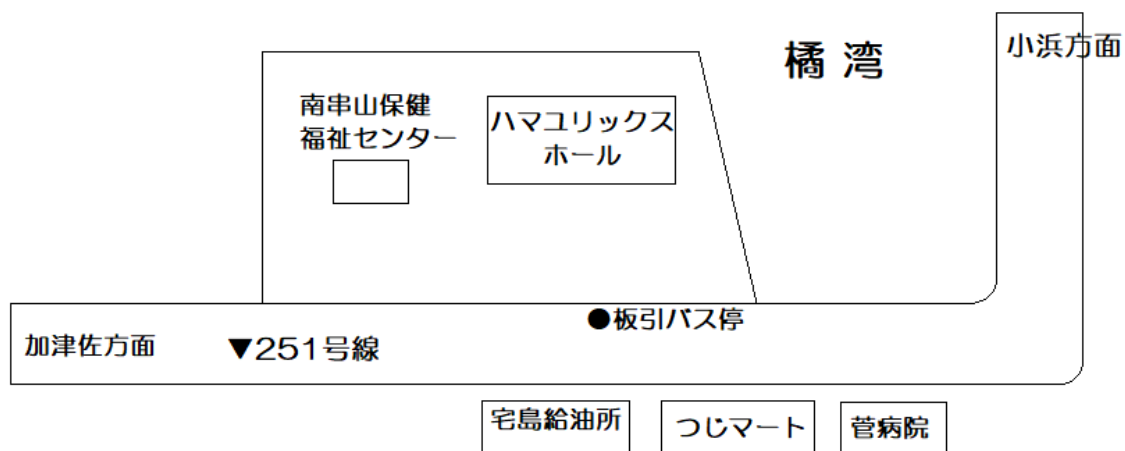 橘 湾
小浜方面
南串山保健
福祉センター
ハマユリックス
ホール
●板引バス停
加津佐方面
▼251号線
宅島給油所
つじマート
菅病院